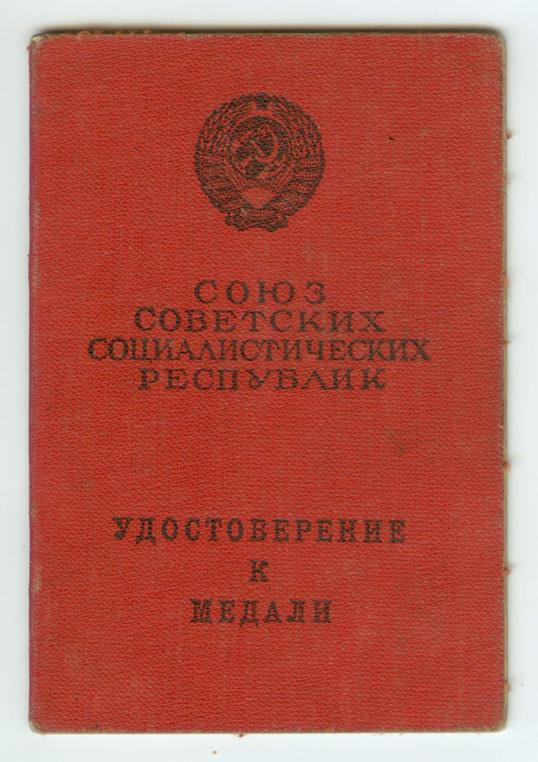 СОЮЗ
СОВЕТСКИХ
СОЦИАЛИСТИЧЕСКИХ
РЕСПУБЛИК
УДОСТОВЕРЕНИЕ
К
МЕДАЛИ